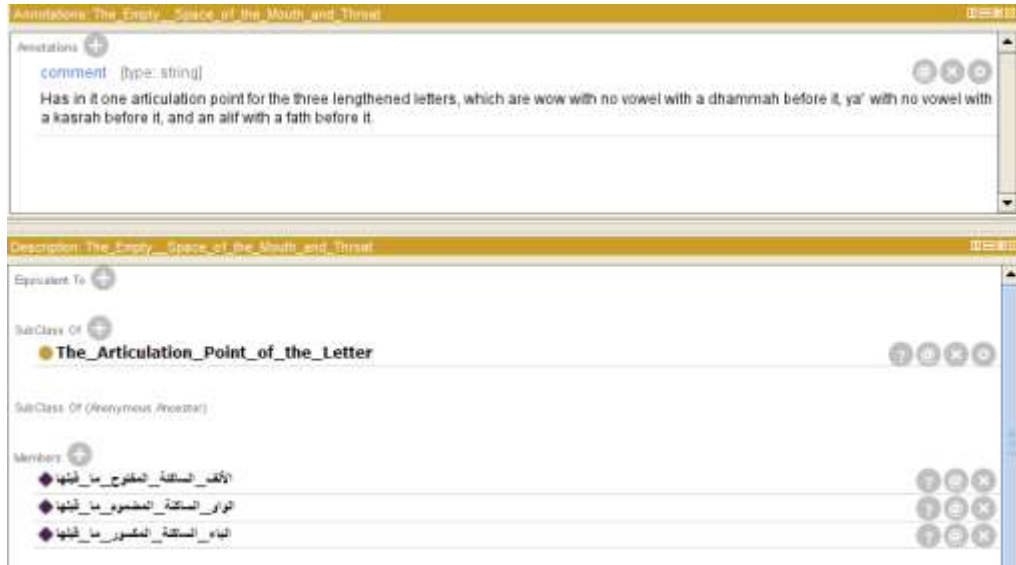 Annotations: The_Empty__Space_of_the_Mouth_and_Throat
Annotations
comment [type: string]
Has in it one articulation point for the three lengthened letters, which are wow with no vowel with a dhammah before it, ya' with no vowel with
a kasrah before it, and an alif with a fath before it.
Description: The_Empty__Space_of_the_Mouth_and_Throat
Equivalent To
SubClass Of
The_Articulation_Point_of_the_Letter
SubClass Of (Anonymous Ancestor)
Members
الألف_الساكنة_المفتوح_ما_قبلها
الواو_الساكنة_المضموم_ما_قبلها
الياء_الساكنة_المكسور_ما_قبلها